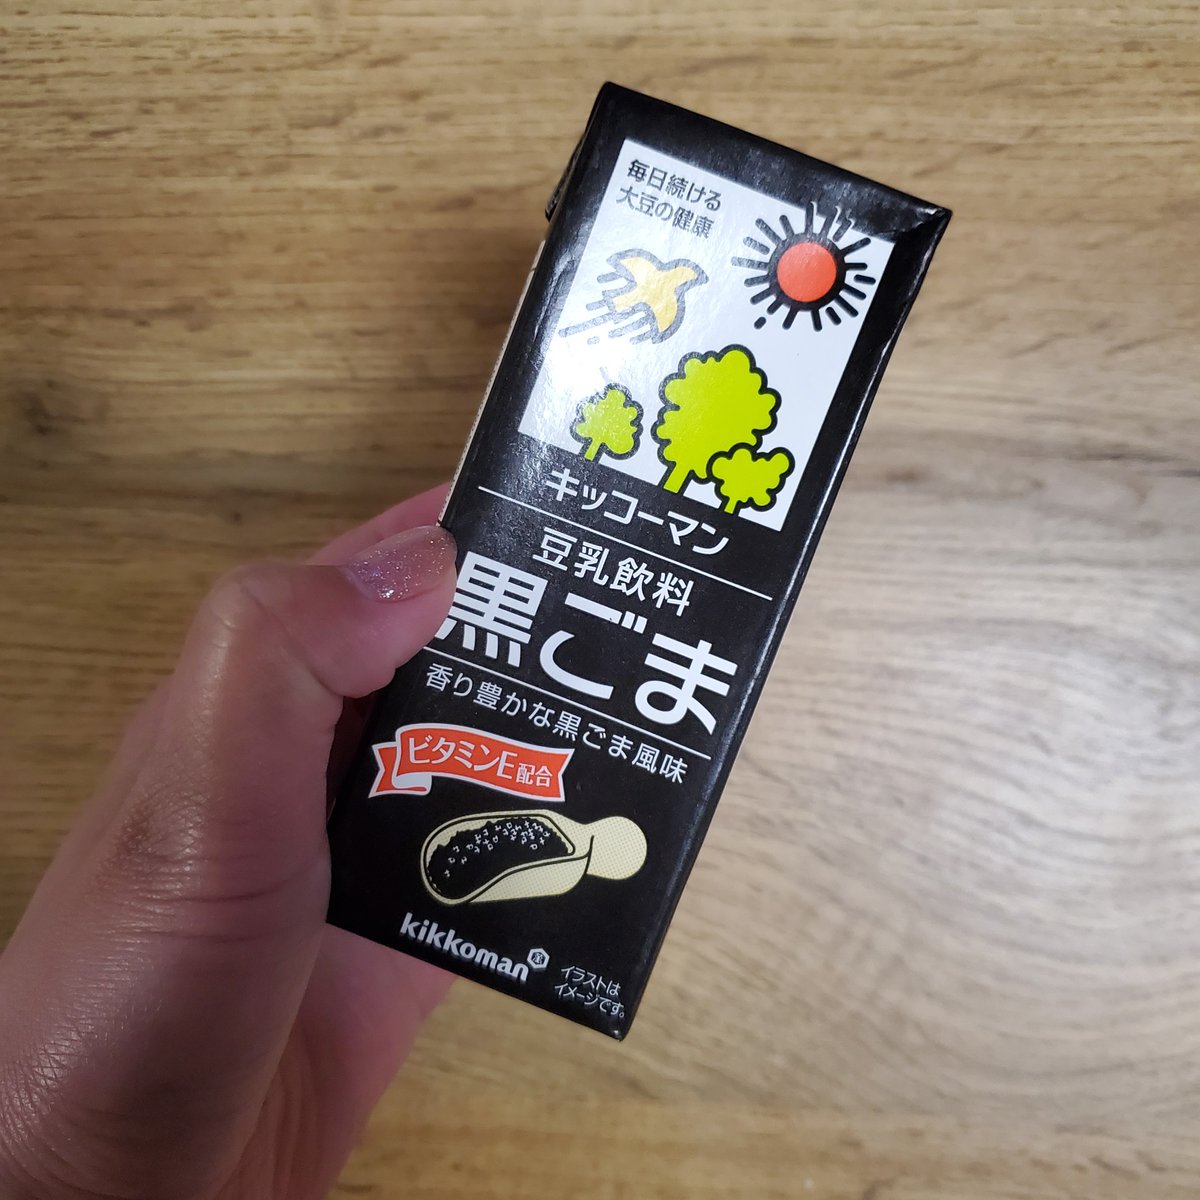 毎日続ける
大豆の健康
キッコーマン
豆乳飲料
黒ごま
香り豊かな黒ごま風味
ビタミンE配合
kikkoman
イラストは
イメージです。